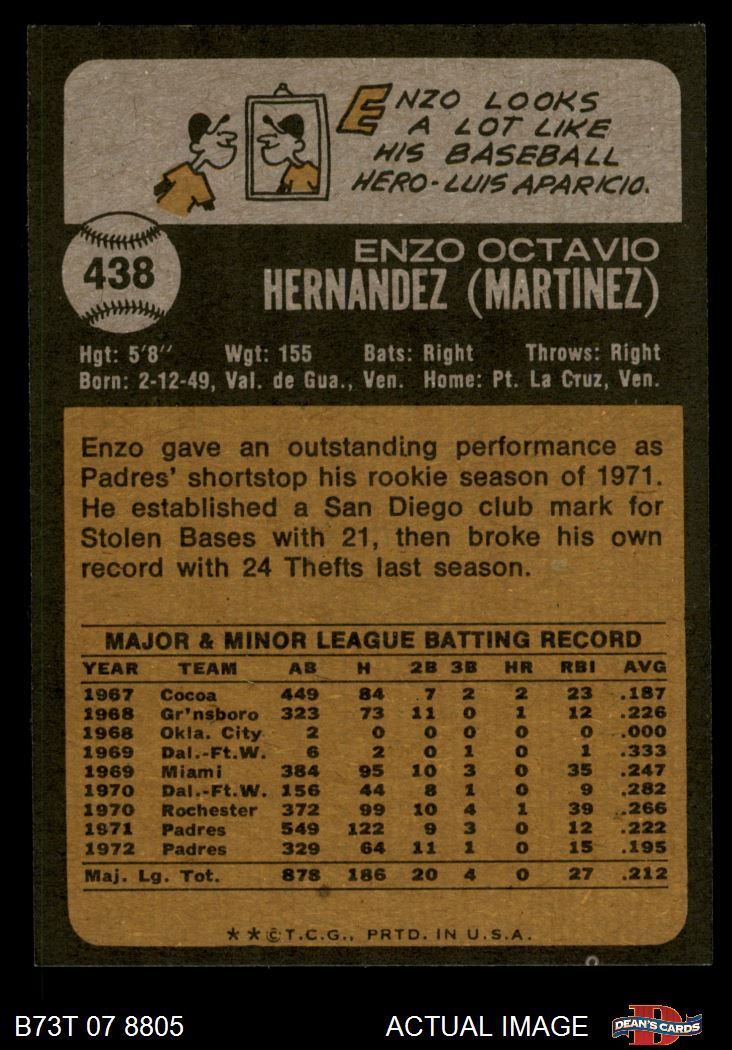 ENZO LOOKS
A LOT LIKE
HIS BASEBALL
HERO-LUIS APARICIO.
438
ENZO OCTAVIO
HERNANDEZ (MARTINEZ)
Hgt: 5'8" Wgt: 155 Bats: Right Throws: Right
Born: 2-12-49, Val. de Gua., Ven. Home: Pt. La Cruz, Ven.
Enzo gave an outstanding performance as
Padres' shortstop his rookie season of 1971.
He established a San Diego club mark for
Stolen Bases with 21, then broke his own
record with 24 Thefts last season.
MAJOR & MINOR LEAGUE BATTING RECORD
YEAR TEAM AB H 2B 3B HR RBI AVG
1967 Cocoa 449 84 7 2 2 23 .187
1968 Gr'nsboro 323 73 11 0 1 12 .226
1968 Okla. City 2 0 0 0 0 0 .000
1969 Dal.-Ft.W. 6 2 0 1 0 1 .333
1969 Miami 384 95 10 3 0 35 .247
1970 Dal.-Ft.W. 156 44 8 1 0 9 .282
1970 Rochester 372 99 10 4 1 39 .266
1971 Padres 549 122 9 3 0 12 .222
1972 Padres 329 64 11 1 0 15 .195
Maj. Lg. Tot. 878 186 20 4 0 27 .212
**©T.C.G., PRTD. IN U.S.A.
B73T 07 8805 ACTUAL IMAGE D DEAN'S CARDS